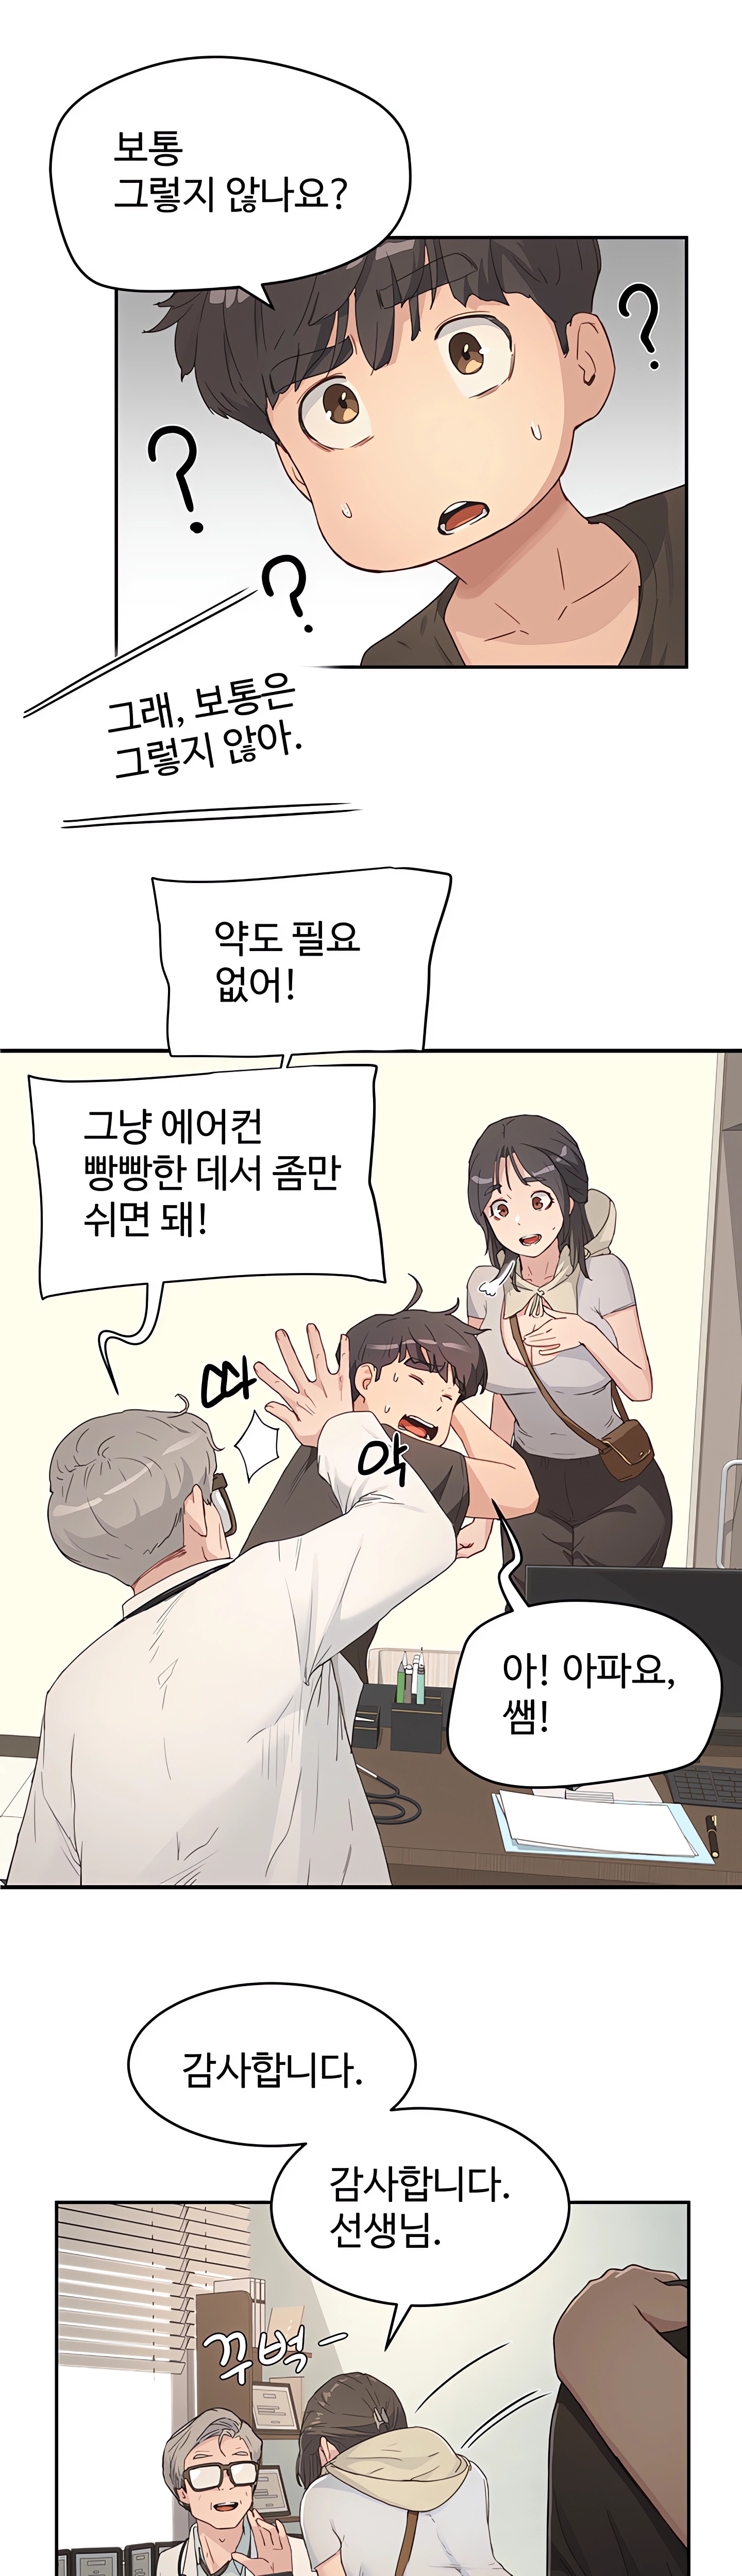 보통
그렇지 않나요?
?
?
?
그래, 보통은
그렇지 않아.
약도 필요
없어!
그냥 에어컨
빵빵한 데서 좀만
쉬면 돼!
따
악
아! 아파요,
쌤!
감사합니다.
감사합니다.
선생님.
꾸벅-